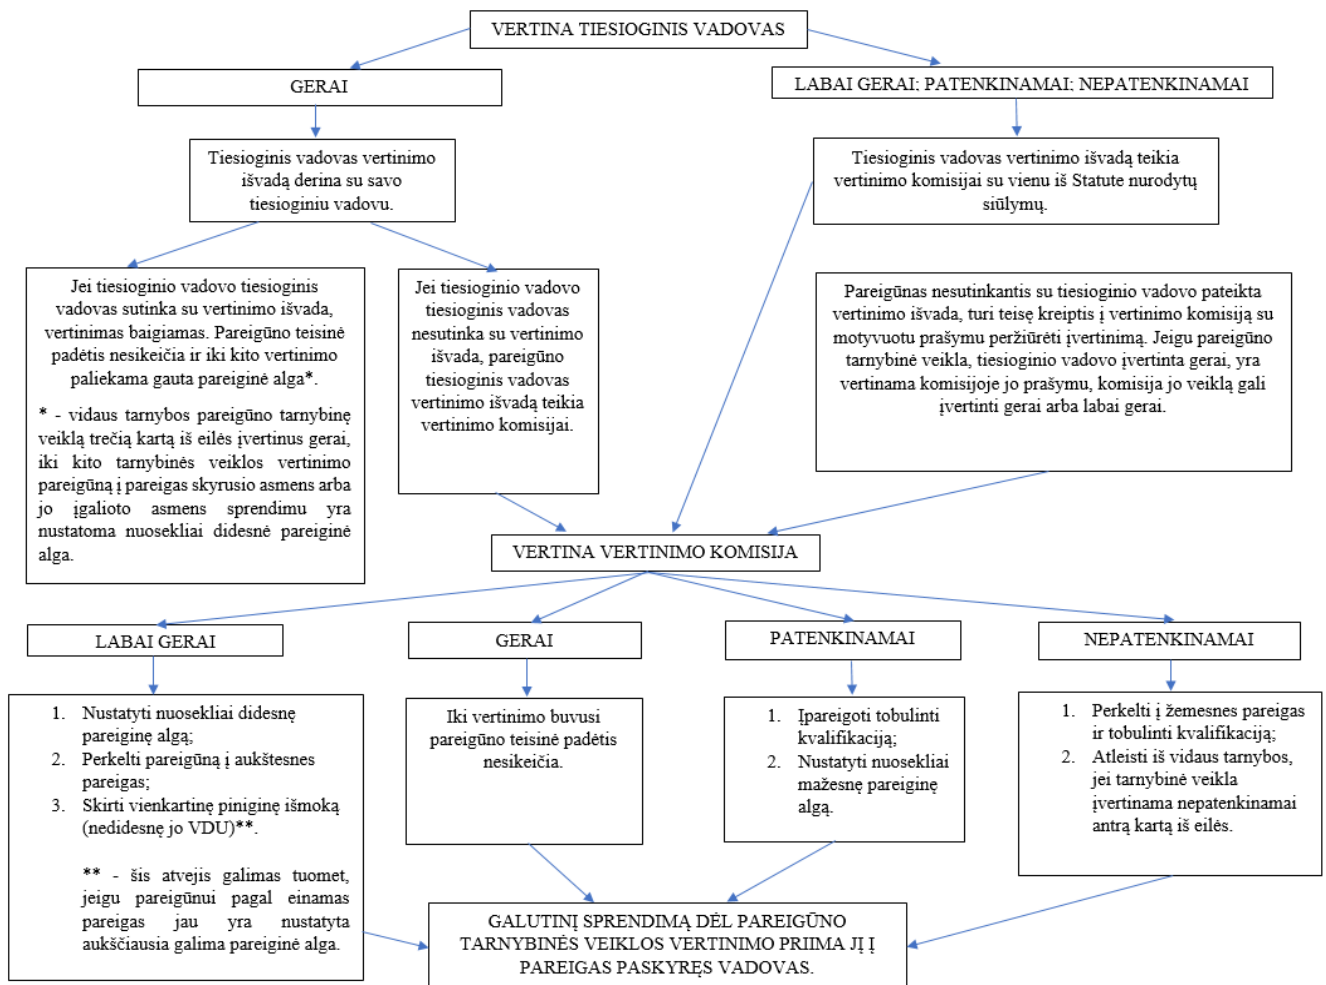 VERTINA TIESIOGINIS VADOVAS
GERAI
LABAI GERAI; PATENKINAMAI; NEPATENKINAMAI
Tiesioginis vadovas vertinimo
išvadą derina su savo
tiesioginiu vadovu.
Tiesioginis vadovas vertinimo išvadą teikia
vertinimo komisijai su vienu iš Statute nurodytų
siūlymų.
Jei tiesioginio vadovo tiesioginis
vadovas sutinka su vertinimo išvada,
vertinimas baigiamas. Pareigūno teisinė
padėtis nesikeičia ir iki kito vertinimo
paliekama gauta pareiginė alga*.
* - vidaus tarnybos pareigūno tarnybinę
veiklą trečią kartą iš eilės įvertinus gerai,
iki kito tarnybinės veiklos vertinimo
pareigūną į pareigas skyrusio asmens arba
jo įgalioto asmens sprendimu yra
nustatoma nuosekliai didesnė pareiginė
alga.
Jei tiesioginio vadovo
tiesioginis vadovas
nesutinka su vertinimo
išvada, pareigūno
tiesioginis vadovas
vertinimo išvadą teikia
vertinimo komisijai.
Pareigūnas nesutinkantis su tiesioginio vadovo pateikta
vertinimo išvada, turi teisę kreiptis į vertinimo komisiją su
motyvuotu prašymu peržiūrėti įvertinimą. Jeigu pareigūno
tarnybinė veikla, tiesioginio vadovo įvertinta gerai, yra
vertinama komisijoje jo prašymu, komisija jo veiklą gali
įvertinti gerai arba labai gerai.
VERTINA VERTINIMO KOMISIJA
LABAI GERAI
GERAI
PATENKINAMAI
NEPATENKINAMAI
1. Nustatyti nuosekliai didesnę
pareiginę algą;
2. Perkelti pareigūną į aukštesnes
pareigas;
3. Skirti vienkartinę piniginę išmoką
(nedidesnę jo VDU)**.
** - šis atvejis galimas tuomet,
jeigu pareigūnui pagal einamas
pareigas jau yra nustatyta
aukščiausia galima pareiginė alga.
Iki vertinimo buvusi
pareigūno teisinė padėtis
nesikeičia.
1. Įpareigoti tobulinti
kvalifikaciją;
2. Nustatyti nuosekliai
mažesnę pareiginę
algą.
1. Perkelti į žemesnes pareigas
ir tobulinti kvalifikaciją;
2. Atleisti iš vidaus tarnybos,
jei tarnybinė veikla
įvertinama nepatenkinamai
antrą kartą iš eilės.
GALUTINĮ SPRENDIMĄ DĖL PAREIGŪNO
TARNYBINĖS VEIKLOS VERTINIMO PRIIMA JĮ Į
PAREIGAS PASKYRĘS VADOVAS.